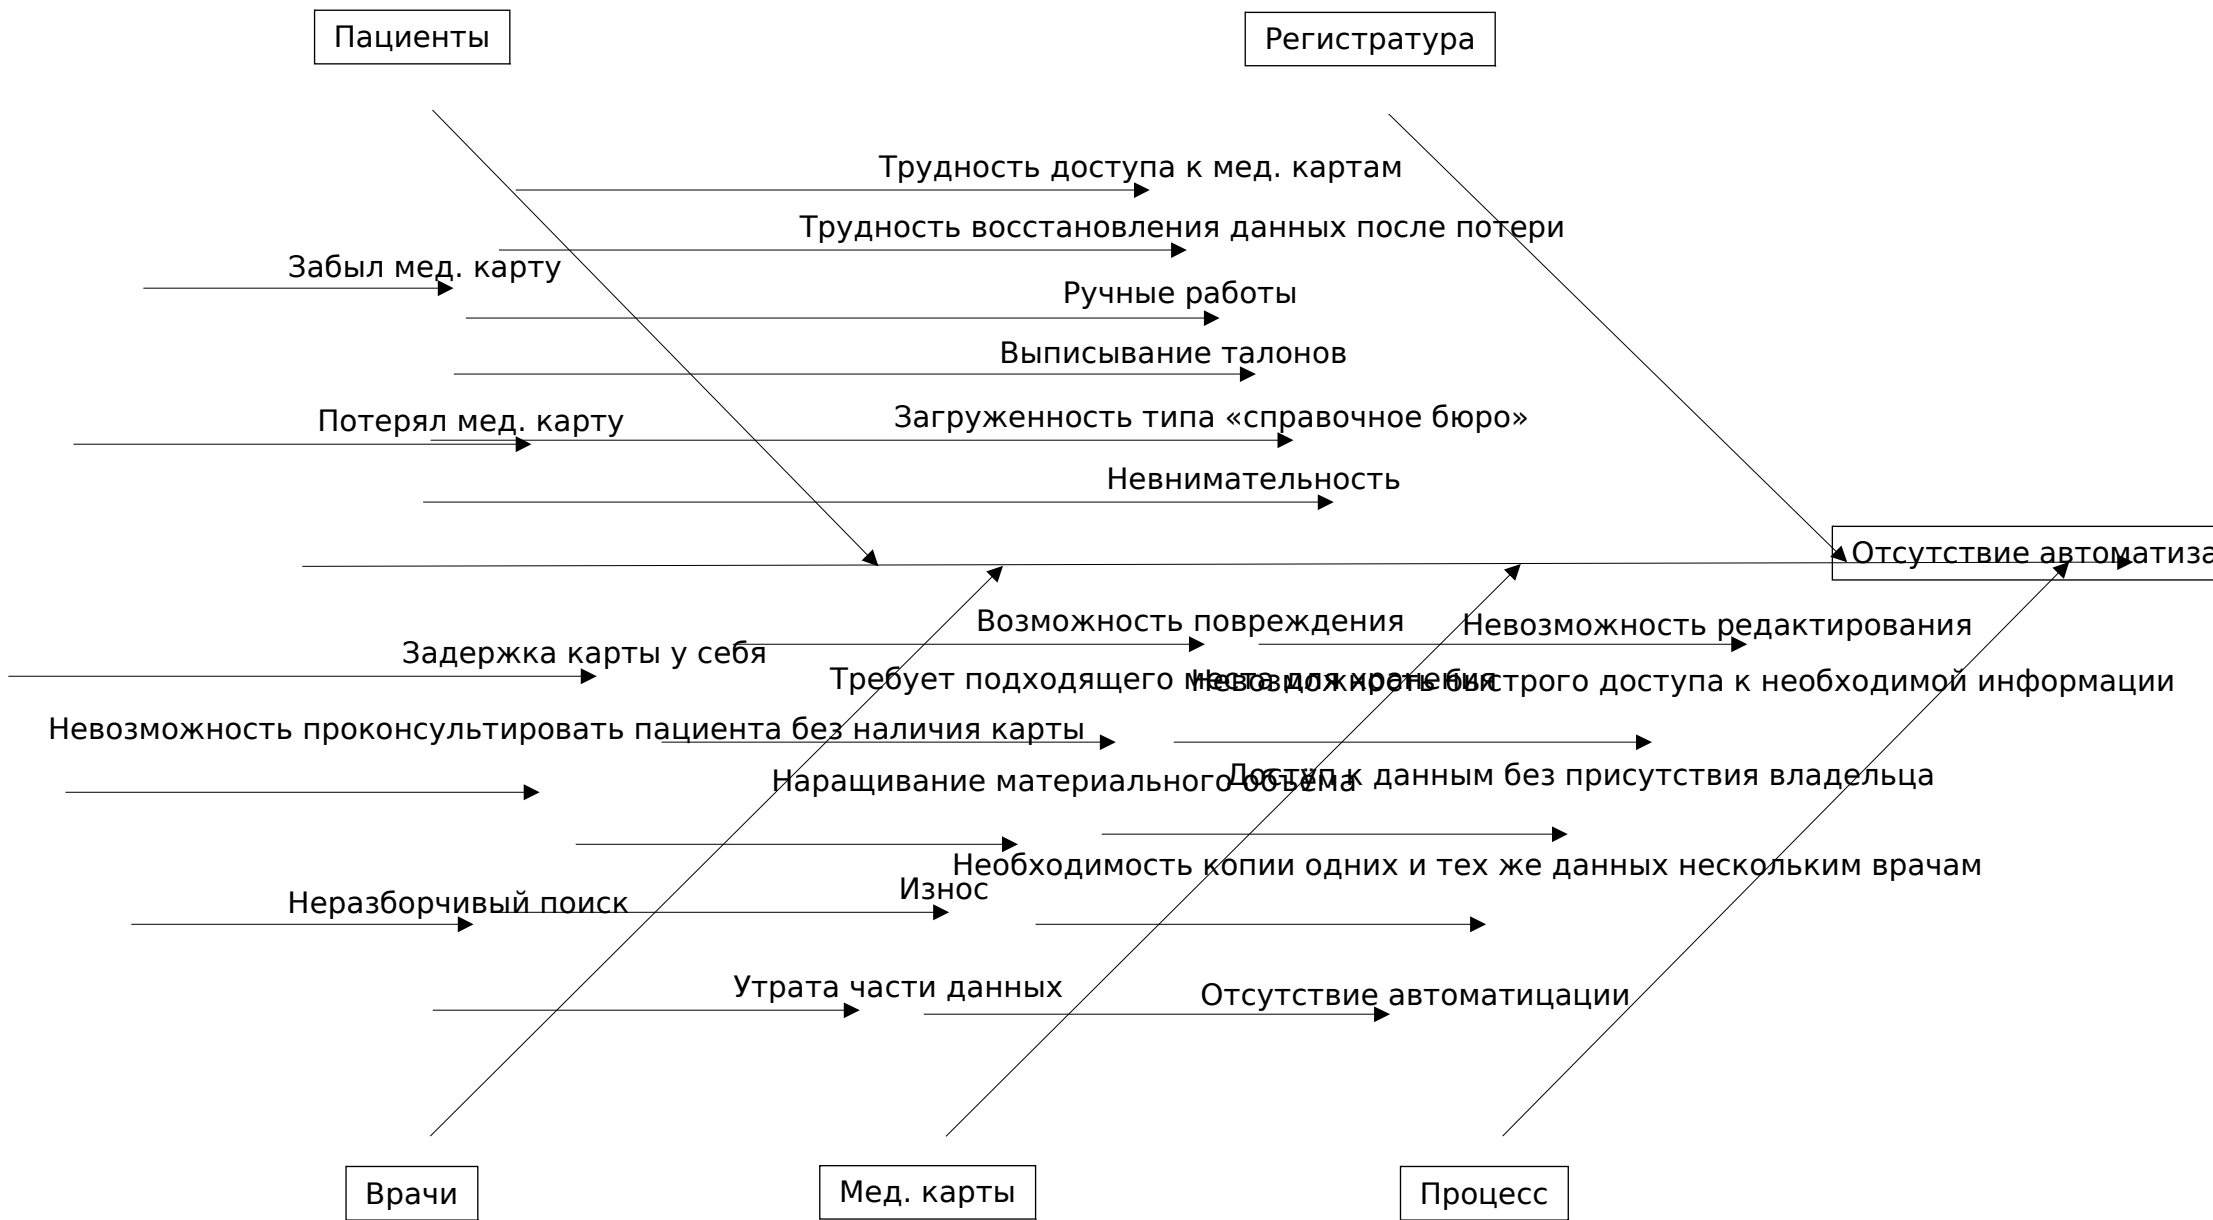 Пациенты
Регистратура
Трудность доступа к мед. картам
Трудность восстановления данных после потери
Забыл мед. карту
Ручные работы
Выписывание талонов
Загруженность типа «справочное бюро»
Потерял мед. карту
Невнимательность
Отсутствие автоматиза
Возможность повреждения
Невозможность редактирования
Задержка карты у себя
Требует подходящего места для хранения
Невозможность быстрого доступа к необходимой информации
Невозможность проконсультировать пациента без наличия карты
Наращивание материального объёма
Доступ к данным без присутствия владельца
Необходимость копии одних и тех же данных нескольким врачам
Износ
Неразборчивый поиск
Утрата части данных
Отсутствие автоматицации
Врачи
Мед. карты
Процесс